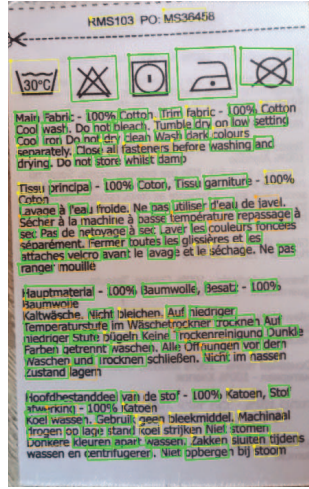 RMS103 PO: MS36458
30°C
Main Fabric - 100% Cotton. Trim fabric - 100% Cotton
Cool wash. Do not bleach. Tumble dry on low setting
Cool iron Do not dry clean Wash dark colours
separately. Close all fasteners before washing and
drying. Do not store whilst damp
Tissu principal - 100% Coton, Tissu garniture - 100%
Coton
Lavage à l'eau froide. Ne pas utiliser d'eau de javel.
Sécher à la machine à basse température repassage à
sec Pas de netoyage à sec Laver les couleurs foncées
séparément. Fermer toutes les glissières et les
attaches velcro avant le lavage et le séchage. Ne pas
ranger mouillé
Hauptmaterial - 100% Baumwolle, Besatz - 100%
Baumwolle
Kaltwäsche. Nicht bleichen. Auf niedriger
Temperaturstufe im Wäschetrockner trocknen Auf
niedriger Stufe bügeln Keine Trockenreinigung Dunkle
Farben getrennt waschen. Alle Öffnungen vor dem
Waschen und Trocknen schließen. Nicht im nassen
Zustand lagern
Hoofdbestanddeel van de stof - 100% Katoen, Stof
afwerking - 100% Katoen
Koel wassen. Gebruik geen bleekmiddel. Machinaal
drogen op lage stand koel strijken Niet stomen
Donkere kleuren apart wassen. Zakken sluiten tijdens
wassen en centrifugeren. Niet opbergen bij stoom